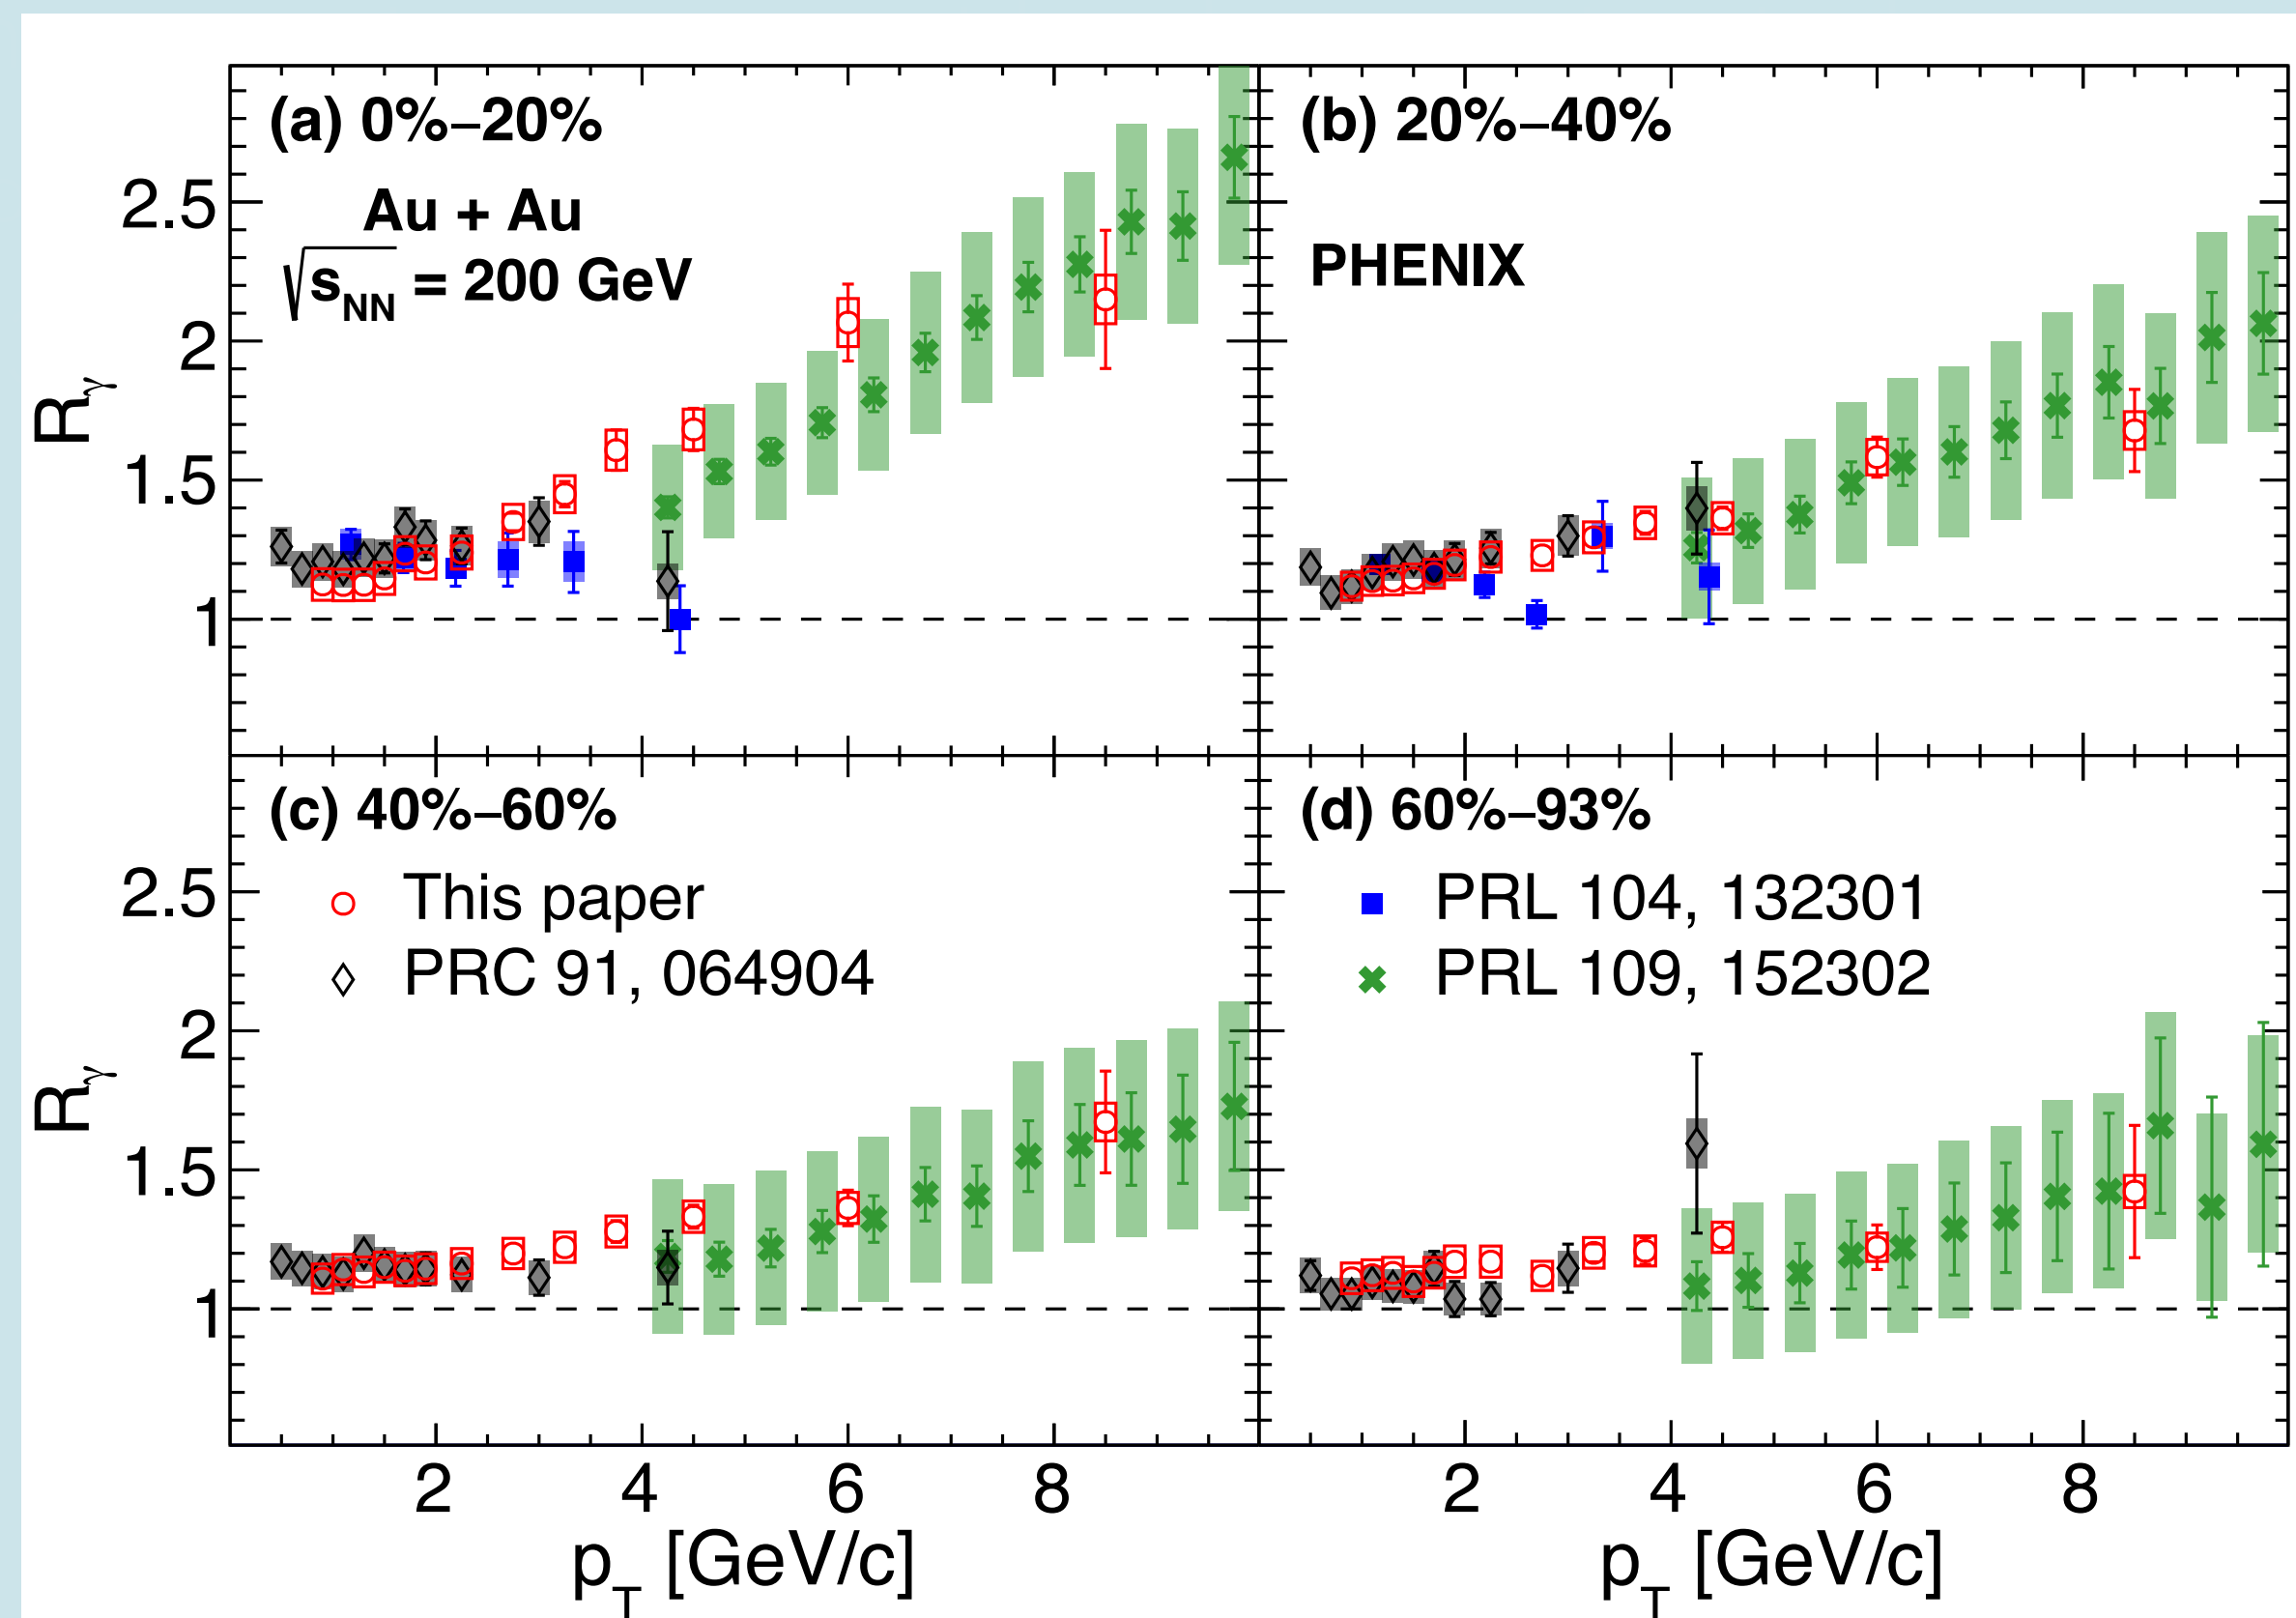 (a) 0%–20%
Au + Au
√sNN = 200 GeV
(b) 20%–40%
PHENIX
2.5
2
1.5
1
Rγ
(c) 40%–60%
This paper
PRC 91, 064904
(d) 60%–93%
PRL 104, 132301
PRL 109, 152302
2.5
2
1.5
1
Rγ
2 4 6 8 2 4 6 8
pT [GeV/c] pT [GeV/c]